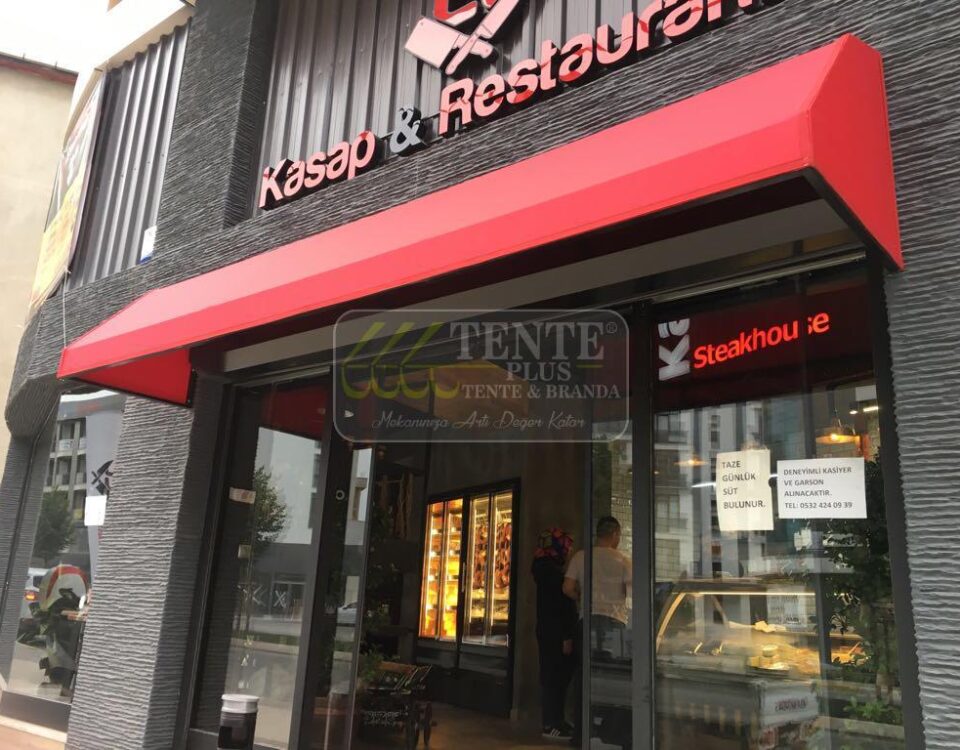 Kasap & Restaurant
TENTE®
PLUS
TENTE & BRANDA
Mekanınıza Artı Değer Katar
Steakhouse
TAZE
GÜNLÜK
SÜT
BULUNUR.
DENEYİMLİ KASİYER
VE GARSON
ALINACAKTIR.
TEL: 0532 424 09 39